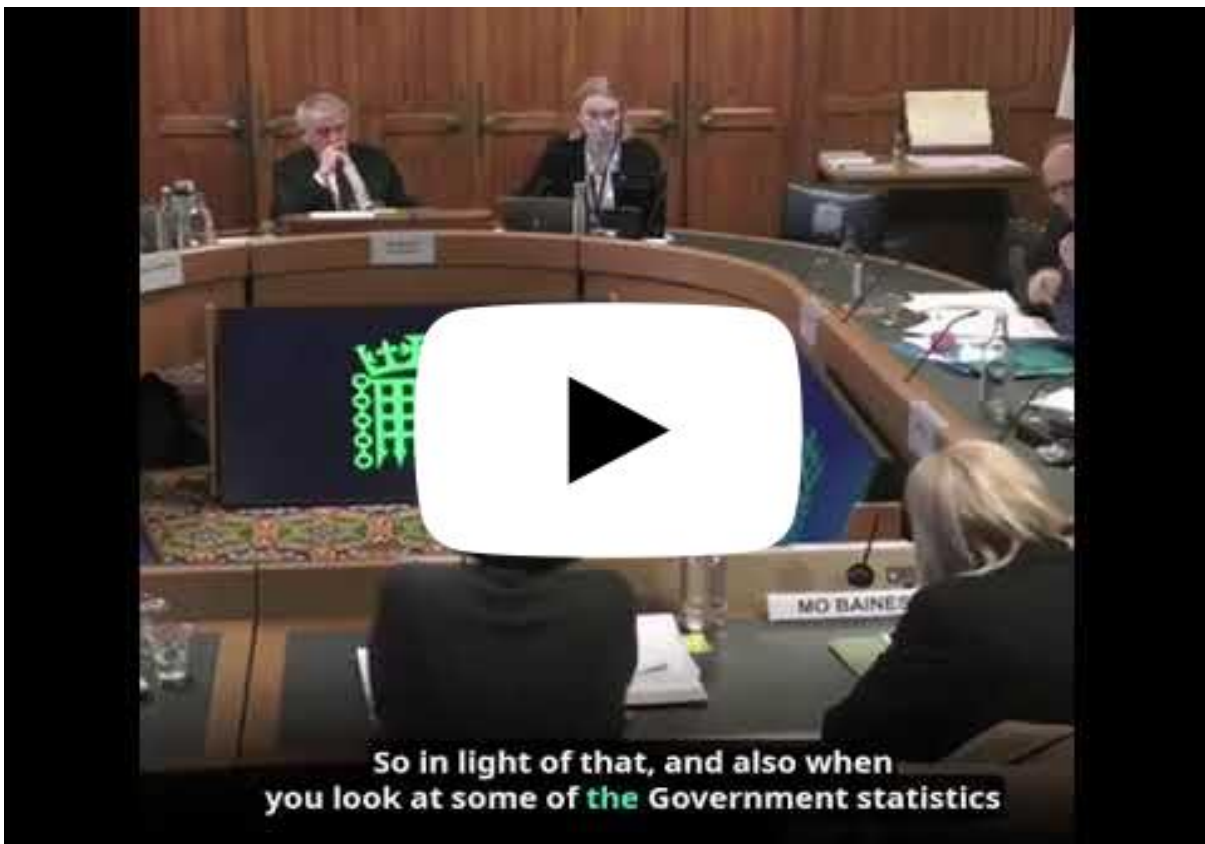 MO BAINES
So in light of that, and also when
you look at some of the Government statistics